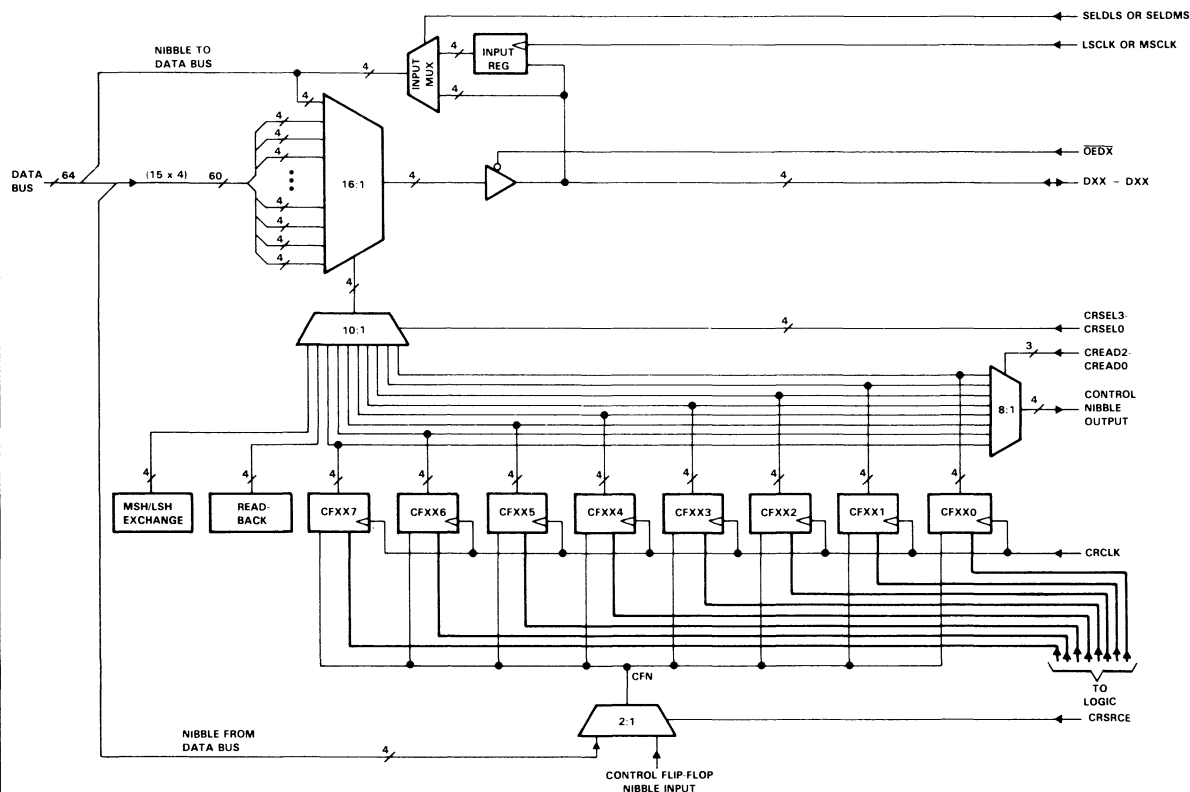 SELDLS OR SELDMS
NIBBLE TO
DATA BUS
4
INPUT
MUX
4
INPUT
REG
LSCLK OR MSCLK
4
4
4
4
4
OEDX
DATA
BUS
64
(15 x 4)
60
16:1
4
4
DXX - DXX
4
4
4
4
4
10:1
4
CRSEL3-
CRSEL0
3
CREAD2-
CREAD0
8:1
4
CONTROL
NIBBLE
OUTPUT
4
4
4
4
4
4
4
4
4
4
MSH/LSH
EXCHANGE
READ-
BACK
CFXX7
CFXX6
CFXX5
CFXX4
CFXX3
CFXX2
CFXX1
CFXX0
CRCLK
CFN
TO
LOGIC
2:1
CRSRCE
NIBBLE FROM
DATA BUS
4
CONTROL FLIP-FLOP
NIBBLE INPUT